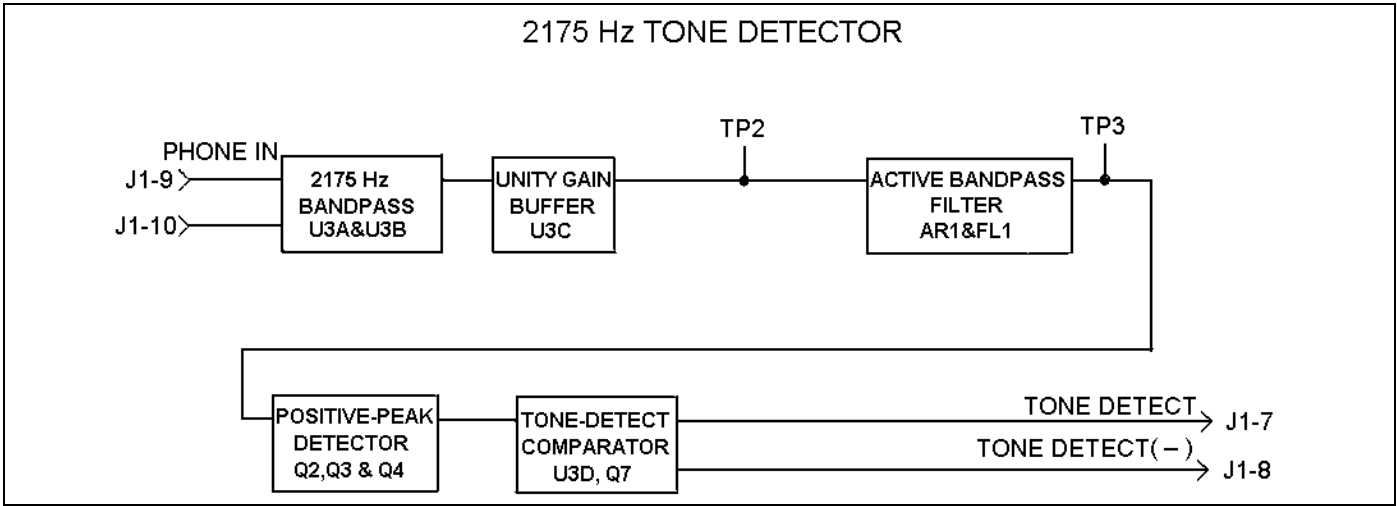 2175 Hz TONE DETECTOR
PHONE IN
J1-9
J1-10
2175 Hz
BANDPASS
U3A&U3B
UNITY GAIN
BUFFER
U3C
TP2
ACTIVE BANDPASS
FILTER
AR1&FL1
TP3
POSITIVE-PEAK
DETECTOR
Q2,Q3 & Q4
TONE-DETECT
COMPARATOR
U3D, Q7
TONE DETECT
J1-7
TONE DETECT(–)
J1-8